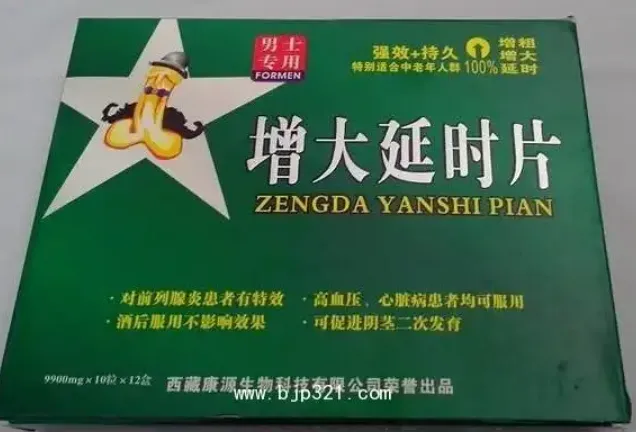 男士
专用
FORMEN
强效+持久
特别适合中老年人群
100%
增粗
增大
延时
增大延时片
ZENGDA YANSHI PIAN
·对前列腺炎患者有特效
·高血压、心脏病患者均可服用
·酒后服用不影响效果
·可促进阴茎二次发育
9900mg×10粒×12盒
西藏康源生物科技有限公司荣誉出品
www.bjp321.com